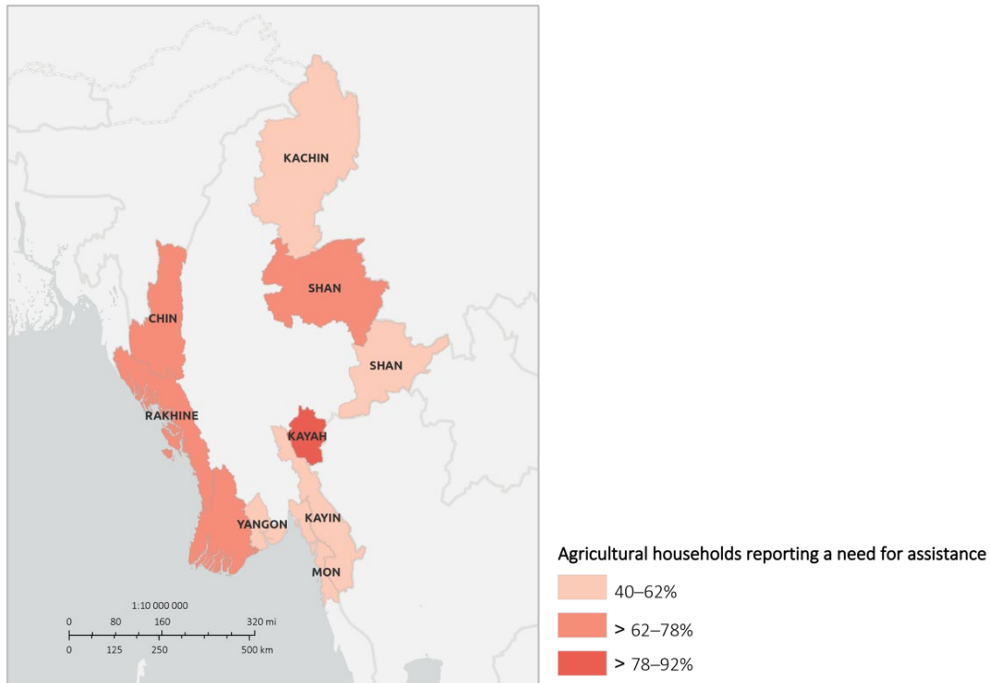 KACHIN
SHAN
CHIN
SHAN
RAKHINE
KAYAH
YANGON
KAYIN
MON
1:10 000 000
0 80 160 320 mi
0 125 250 500 km
Agricultural households reporting a need for assistance
40–62%
> 62–78%
> 78–92%